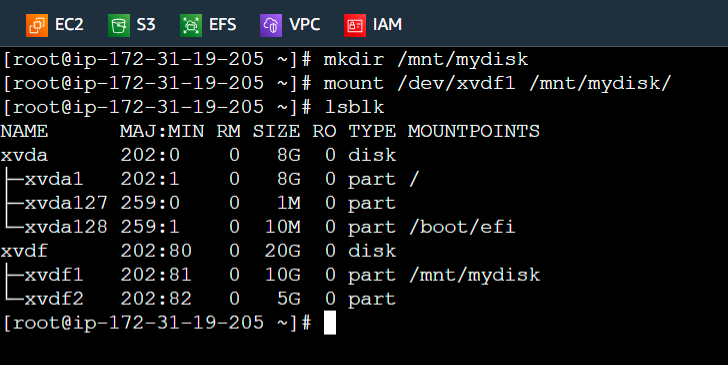 EC2 S3 EFS VPC IAM
[root@ip-172-31-19-205 ~]# mkdir /mnt/mydisk
[root@ip-172-31-19-205 ~]# mount /dev/xvdf1 /mnt/mydisk/
[root@ip-172-31-19-205 ~]# lsblk
NAME      MAJ:MIN RM SIZE RO TYPE MOUNTPOINTS
xvda      202:0    0   8G  0 disk
├─xvda1   202:1    0   8G  0 part /
├─xvda127 259:0    0   1M  0 part
└─xvda128 259:1    0  10M  0 part /boot/efi
xvdf      202:80   0  20G  0 disk
├─xvdf1   202:81   0  10G  0 part /mnt/mydisk
└─xvdf2   202:82   0   5G  0 part
[root@ip-172-31-19-205 ~]#